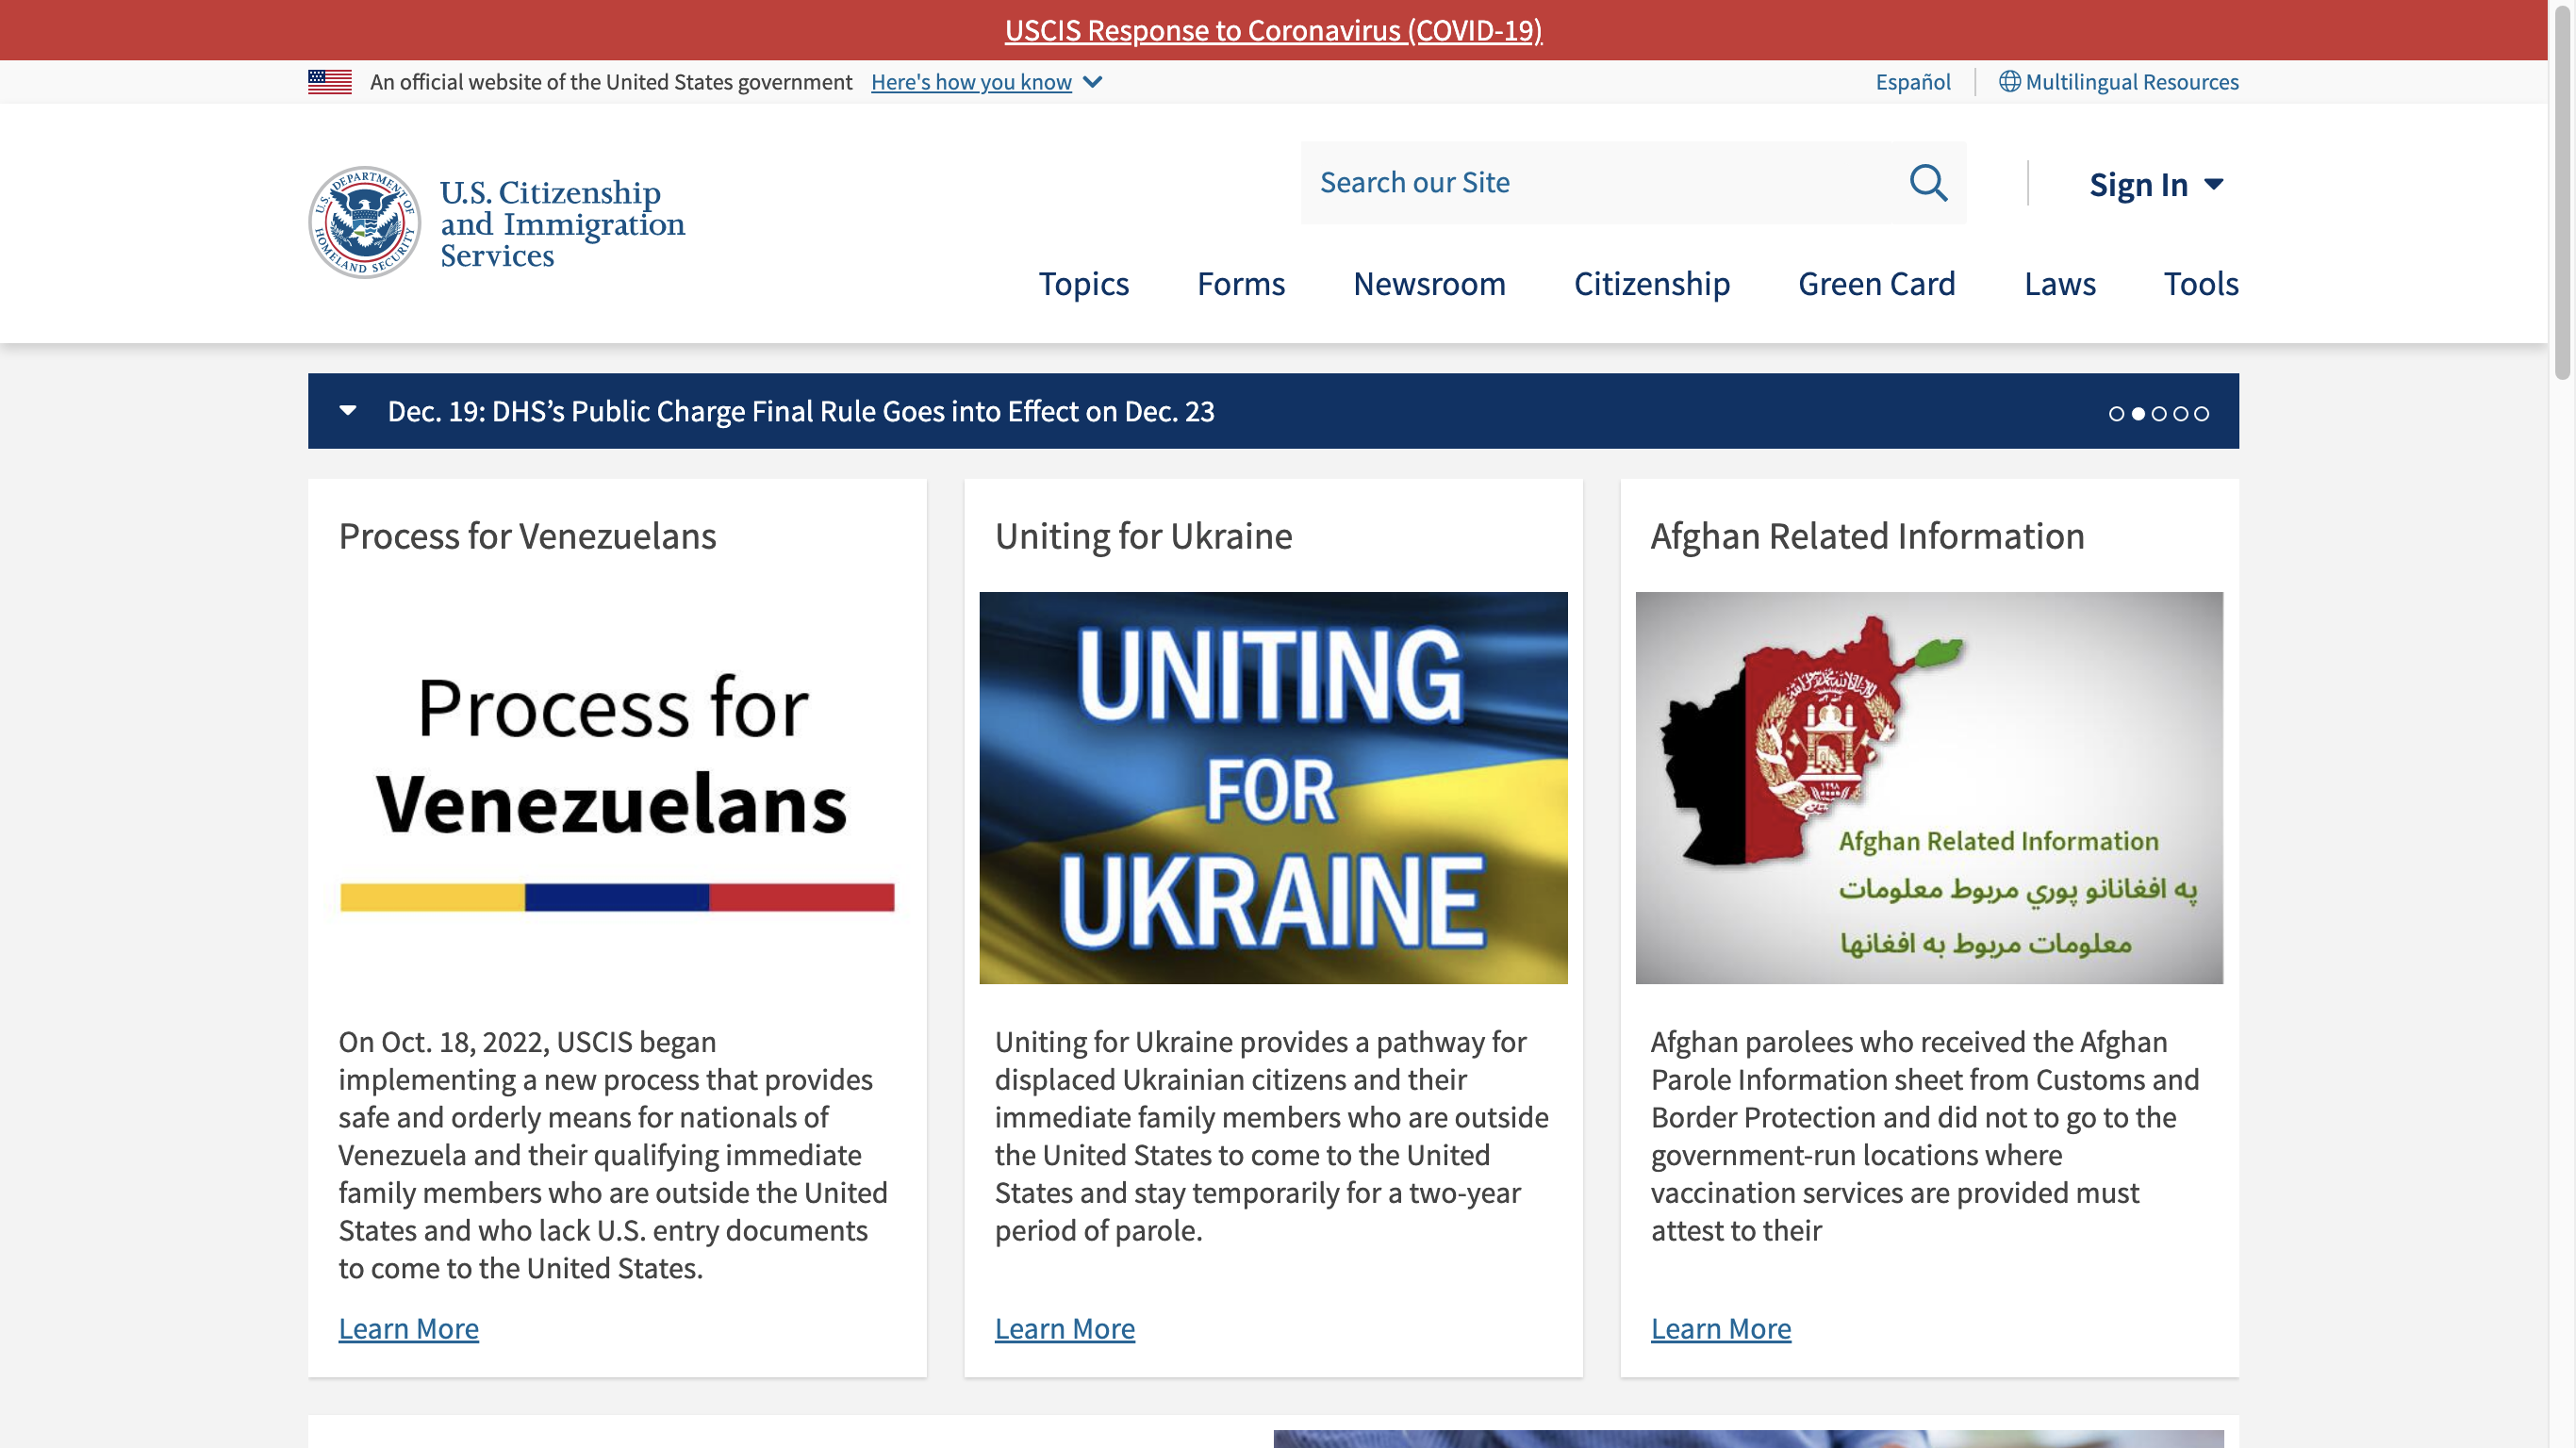 USCIS Response to Coronavirus (COVID-19)
An official website of the United States government Here's how you know
Español
Multilingual Resources
U.S. Citizenship
and Immigration
Services
U.S. DEPARTMENT OF
HOMELAND SECURITY
Search our Site
Sign In
Topics
Forms
Newsroom
Citizenship
Green Card
Laws
Tools
Dec. 19: DHS’s Public Charge Final Rule Goes into Effect on Dec. 23
Process for Venezuelans
Process for
Venezuelans
On Oct. 18, 2022, USCIS began
implementing a new process that provides
safe and orderly means for nationals of
Venezuela and their qualifying immediate
family members who are outside the United
States and who lack U.S. entry documents
to come to the United States.
Learn More
Uniting for Ukraine
UNITING
FOR
UKRAINE
Uniting for Ukraine provides a pathway for
displaced Ukrainian citizens and their
immediate family members who are outside
the United States to come to the United
States and stay temporarily for a two-year
period of parole.
Learn More
Afghan Related Information
Afghan Related Information
په افغانانو پوري مربوط معلومات
معلومات مربوط به افغانها
Afghan parolees who received the Afghan
Parole Information sheet from Customs and
Border Protection and did not to go to the
government-run locations where
vaccination services are provided must
attest to their
Learn More